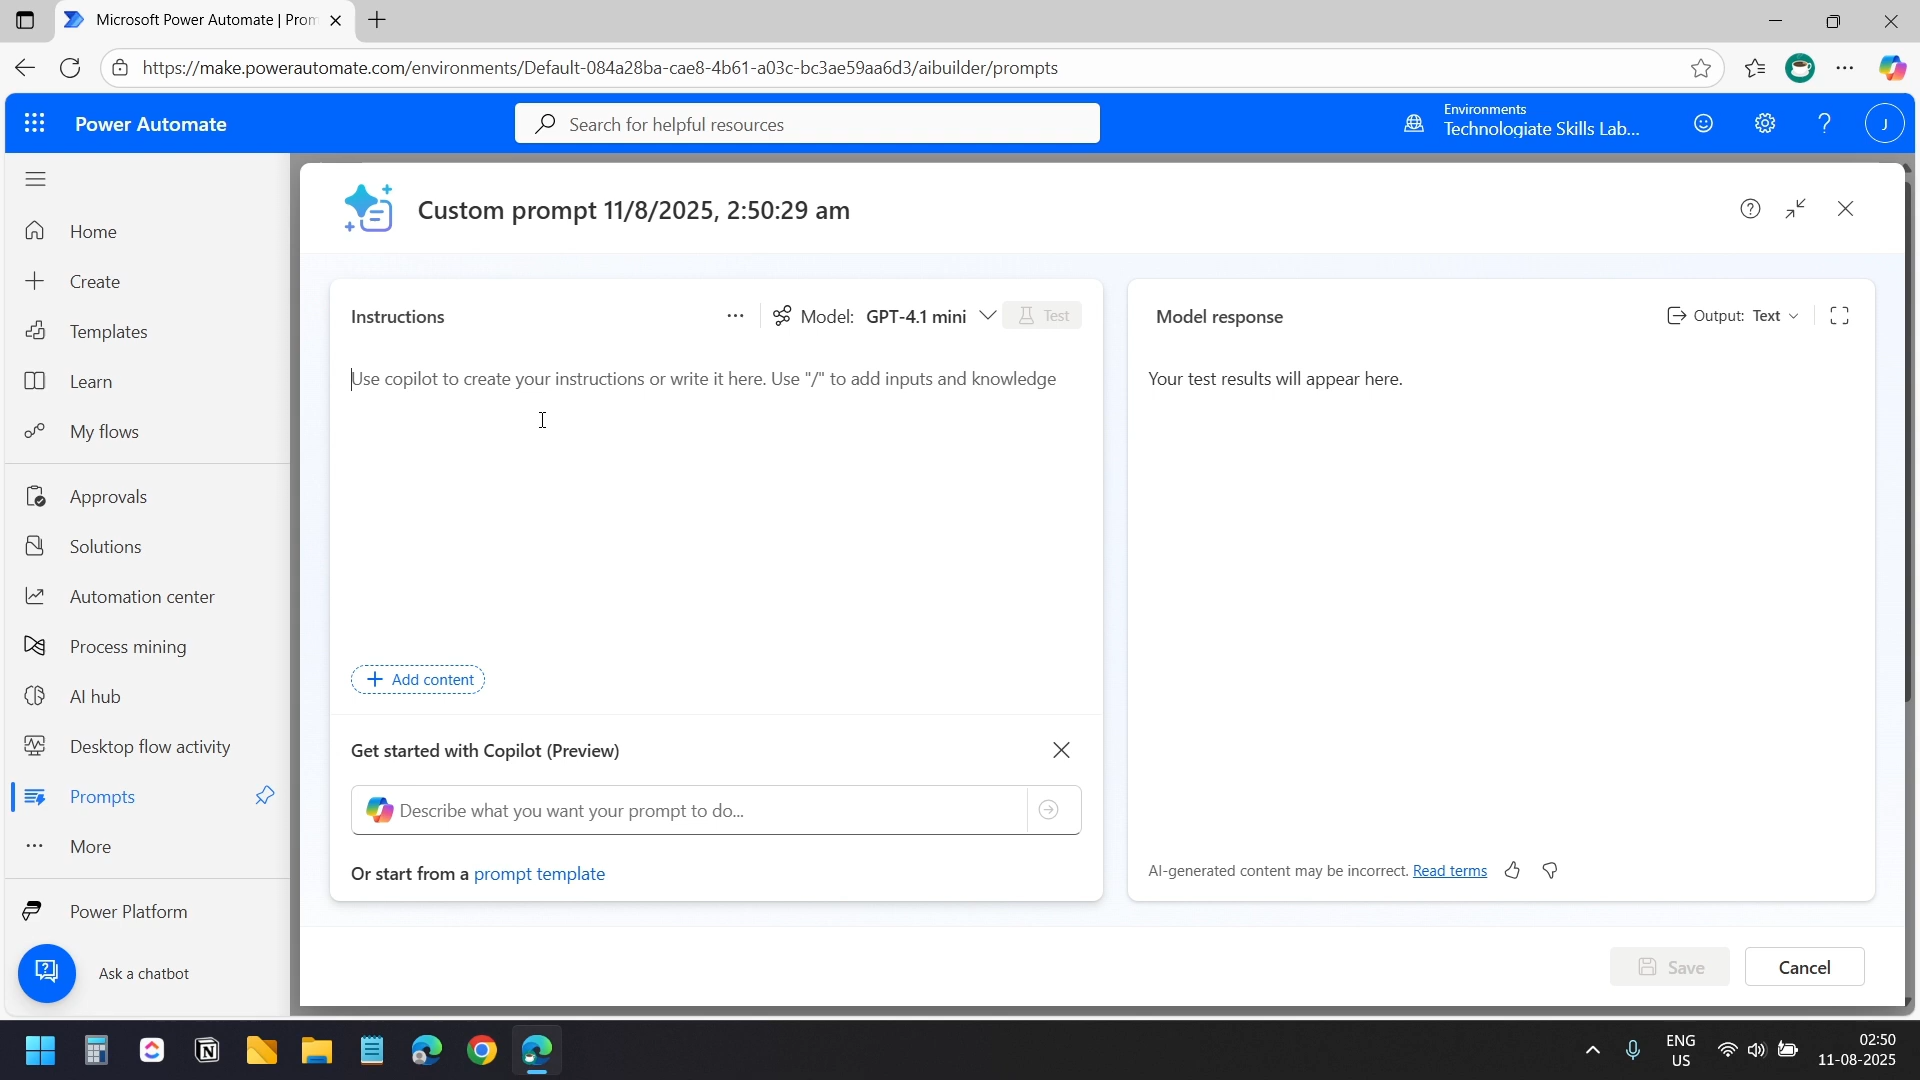 Microsoft Power Automate | Prom
https://make.powerautomate.com/environments/Default-084a28ba-cae8-4b61-a03c-bc3ae59aa6d3/aibuilder/prompts
Power Automate
Search for helpful resources
Environments
Technologiate Skills Lab...
J
Home
Create
Templates
Learn
My flows
Approvals
Solutions
Automation center
Process mining
AI hub
Desktop flow activity
Prompts
More
Power Platform
Ask a chatbot
Custom prompt 11/8/2025, 2:50:29 am
Instructions
Model: GPT-4.1 mini
Test
Use copilot to create your instructions or write it here. Use "/" to add inputs and knowledge
Add content
Get started with Copilot (Preview)
Describe what you want your prompt to do...
Or start from a prompt template
Model response
Output: Text
Your test results will appear here.
AI-generated content may be incorrect. Read terms
Save
Cancel
ENG
US
02:50
11-08-2025